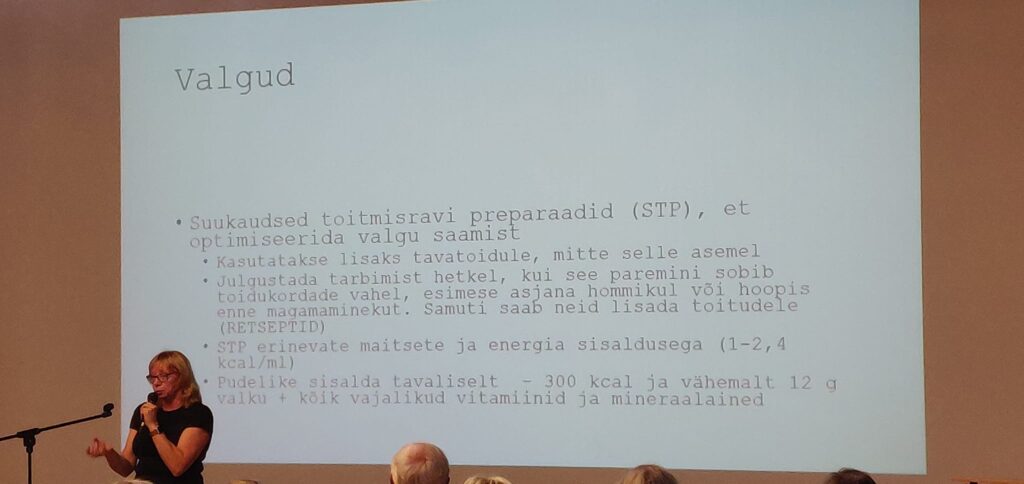 Valgud
• Suukaudsed toitmisravi preparaadid (STP), et
optimiseerida valgu saamist
• Kasutatakse lisaks tavatoidule, mitte selle asemel
• Julgustada tarbimist hetkel, kui see paremini sobib
toidukordade vahel, esimese asjana hommikul või hoopis
enne magamaminekut. Samuti saab neid lisada toitudele
(RETSEPTID)
• STP erinevate maitsete ja energia sisaldusega (1-2,4
kcal/ml)
• Pudelike sisalda tavaliselt - 300 kcal ja vähemalt 12 g
valku + kõik vajalikud vitamiinid ja mineraalained